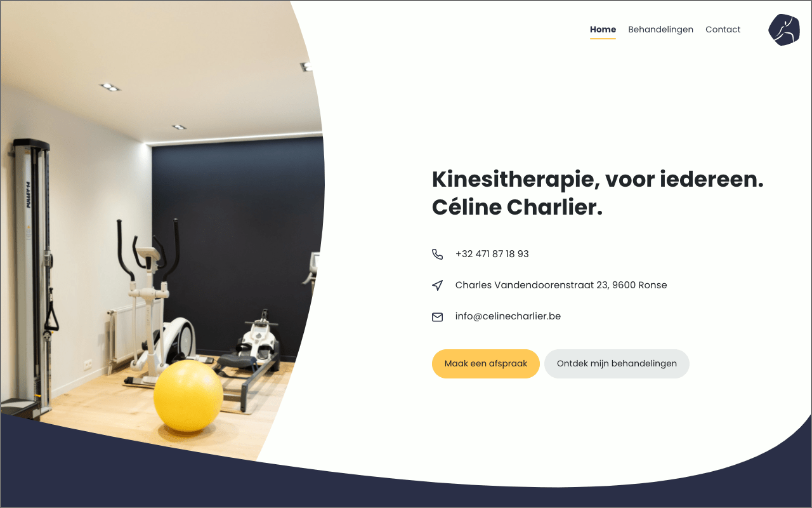 Home Behandelingen Contact
Kinesitherapie, voor iedereen.
Céline Charlier.
+32 471 87 18 93
Charles Vandendoorenstraat 23, 9600 Ronse
info@celinecharlier.be
Maak een afspraak Ontdek mijn behandelingen